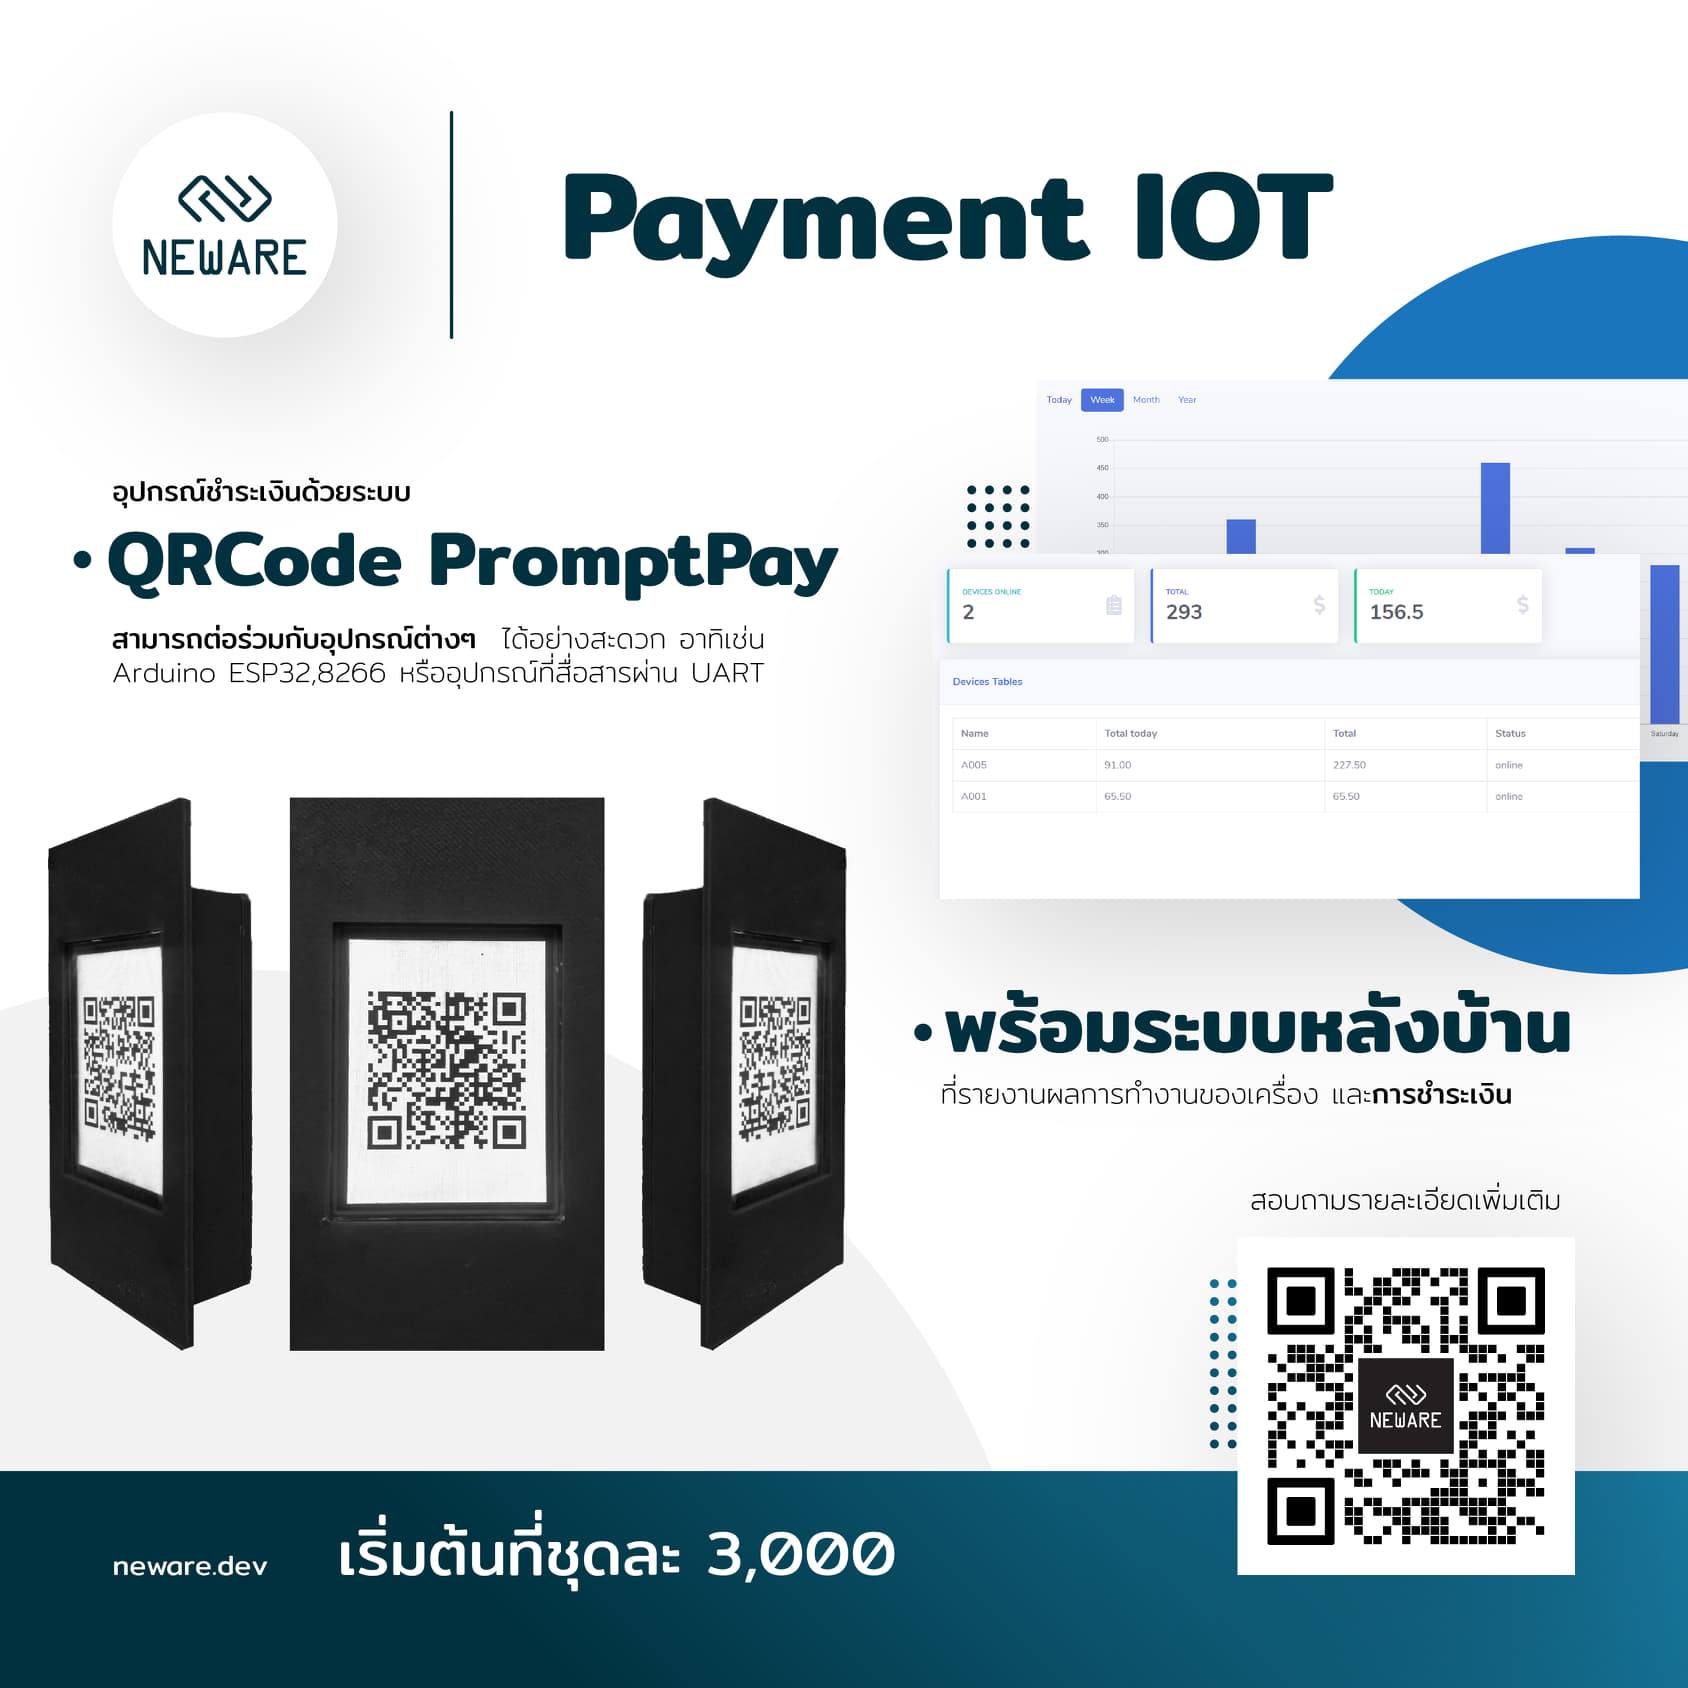 NEWARE
Payment IOT
อุปกรณ์ชำระเงินด้วยระบบ
• QRCode PromptPay
สามารถต่อร่วมกับอุปกรณ์ต่างๆ ได้อย่างสะดวก อาทิเช่น
Arduino ESP32,8266 หรืออุปกรณ์ที่สื่อสารผ่าน UART
Today Week Month Year
500
450
400
350
DEVICES ONLINE
2
TOTAL
293
TODAY
156.5
Devices Tables
Name Total today Total Status
A005 91.00 227.50 online
A001 65.50 65.50 online
Saturday
• พร้อมระบบหลังบ้าน
ที่รายงานผลการทำงานของเครื่อง และการชำระเงิน
สอบถามรายละเอียดเพิ่มเติม
NEWARE
neware.dev
เริ่มต้นที่ชุดละ 3,000